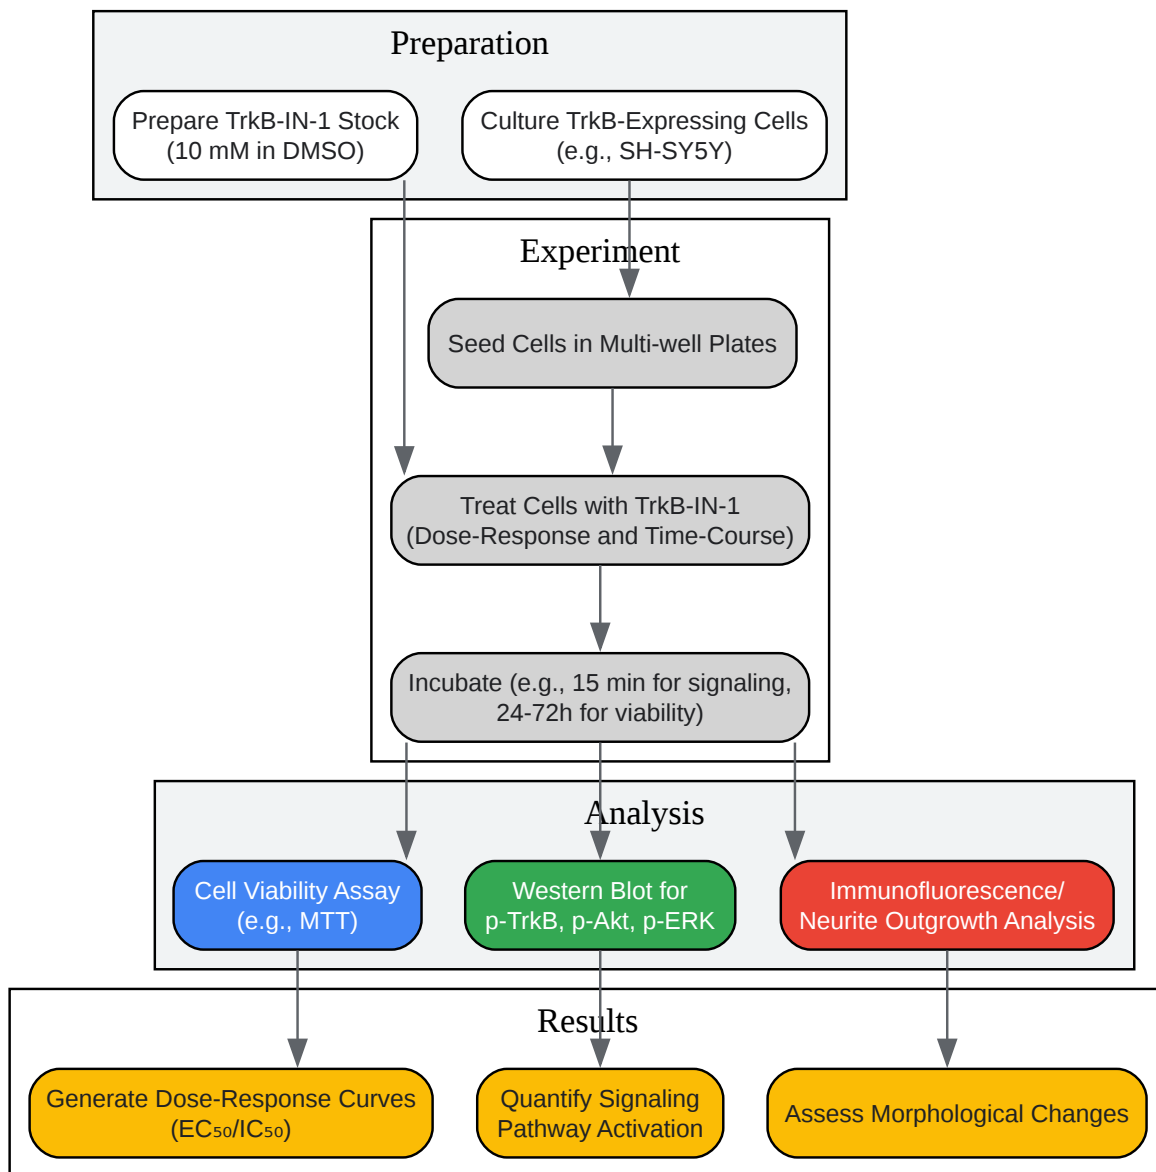 Preparation
Prepare TrkB-IN-1 Stock
(10 mM in DMSO)
Culture TrkB-Expressing Cells
(e.g., SH-SY5Y)
Experiment
Seed Cells in Multi-well Plates
Treat Cells with TrkB-IN-1
(Dose-Response and Time-Course)
Incubate (e.g., 15 min for signaling,
24-72h for viability)
Analysis
Cell Viability Assay
(e.g., MTT)
Western Blot for
p-TrkB, p-Akt, p-ERK
Immunofluorescence/
Neurite Outgrowth Analysis
Results
Generate Dose-Response Curves
(EC₅₀/IC₅₀)
Quantify Signaling
Pathway Activation
Assess Morphological Changes